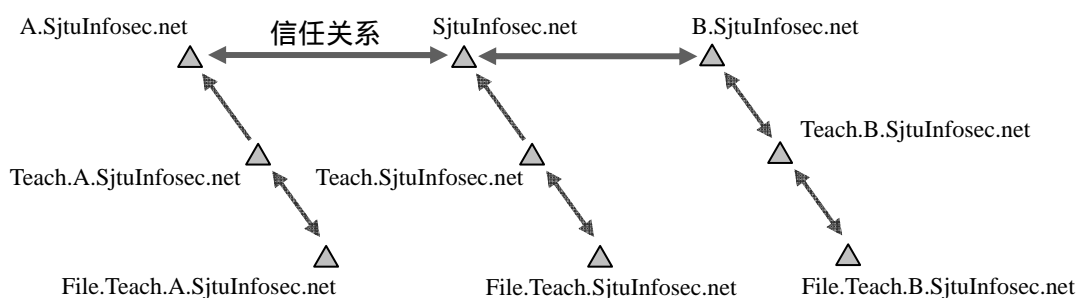 A.SjtuInfosec.net
信任关系
SjtuInfosec.net
B.SjtuInfosec.net
Teach.B.SjtuInfosec.net
Teach.A.SjtuInfosec.net
Teach.SjtuInfosec.net
File.Teach.A.SjtuInfosec.net
File.Teach.SjtuInfosec.net
File.Teach.B.SjtuInfosec.net